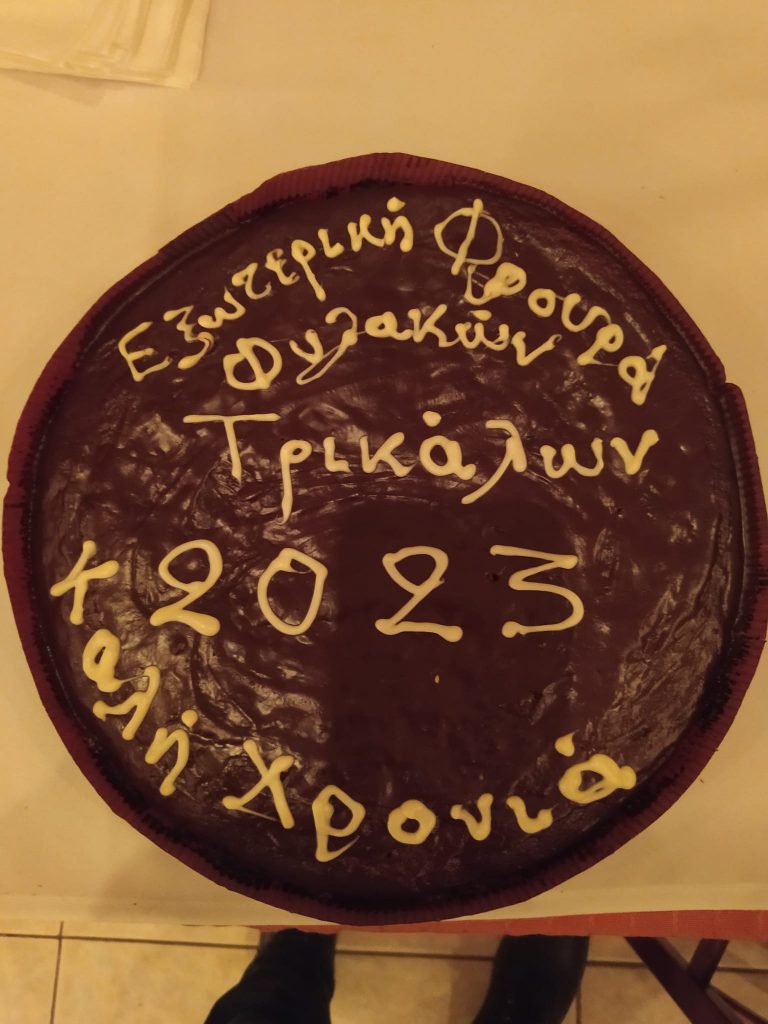 Εξωτερική Φρουρά
Φυλακών
Τρικάλων
2023
Καλή Χρονιά